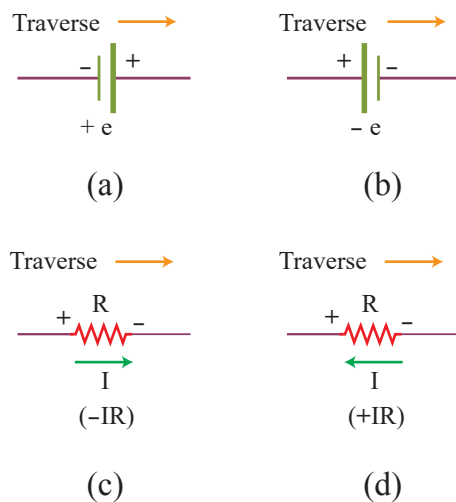 Traverse
- +
+ e
(a)
Traverse
+ -
- e
(b)
Traverse
R
+ -
I
(-IR)
(c)
Traverse
R
+ -
I
(+IR)
(d)